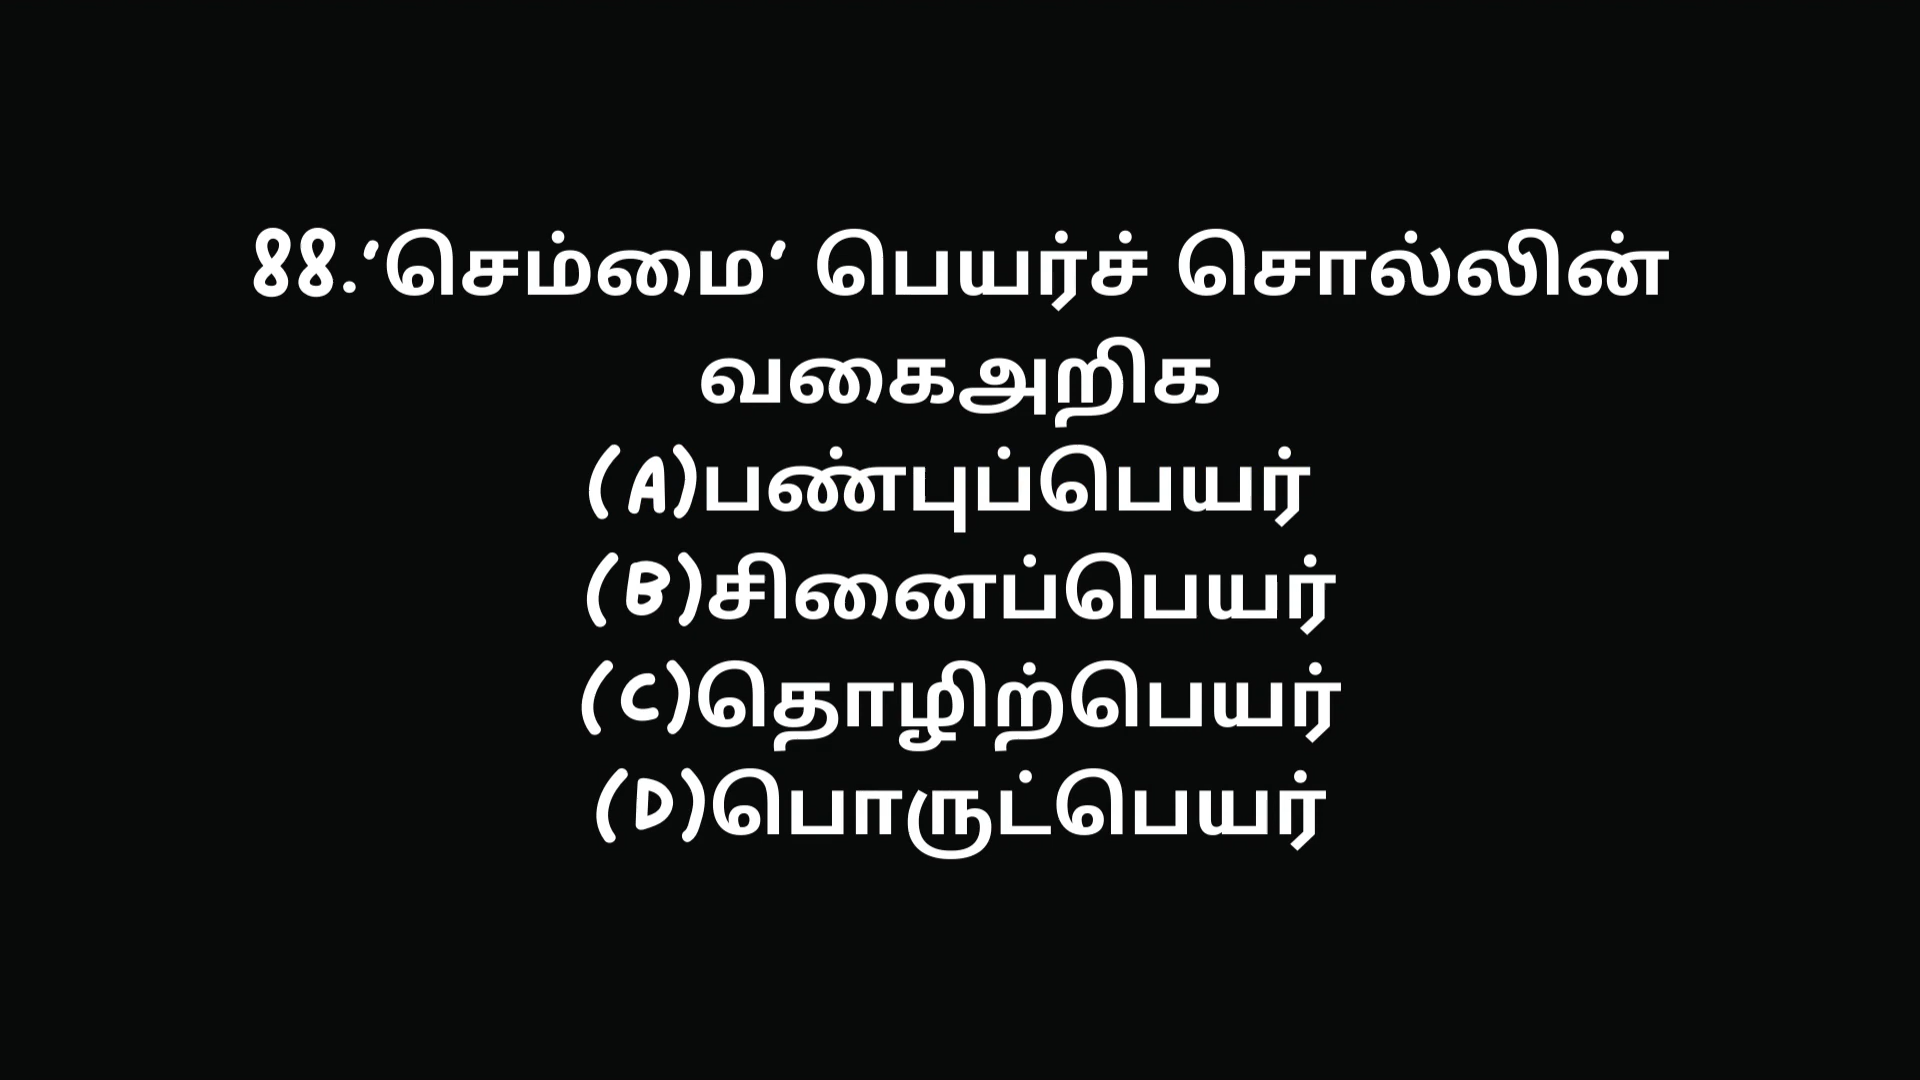 88.‘செம்மை‘ பெயர்ச் சொல்லின்
வகைஅறிக
(A)பண்புப்பெயர்
(B)சினைப்பெயர்
(C)தொழிற்பெயர்
(D)பொருட்பெயர்